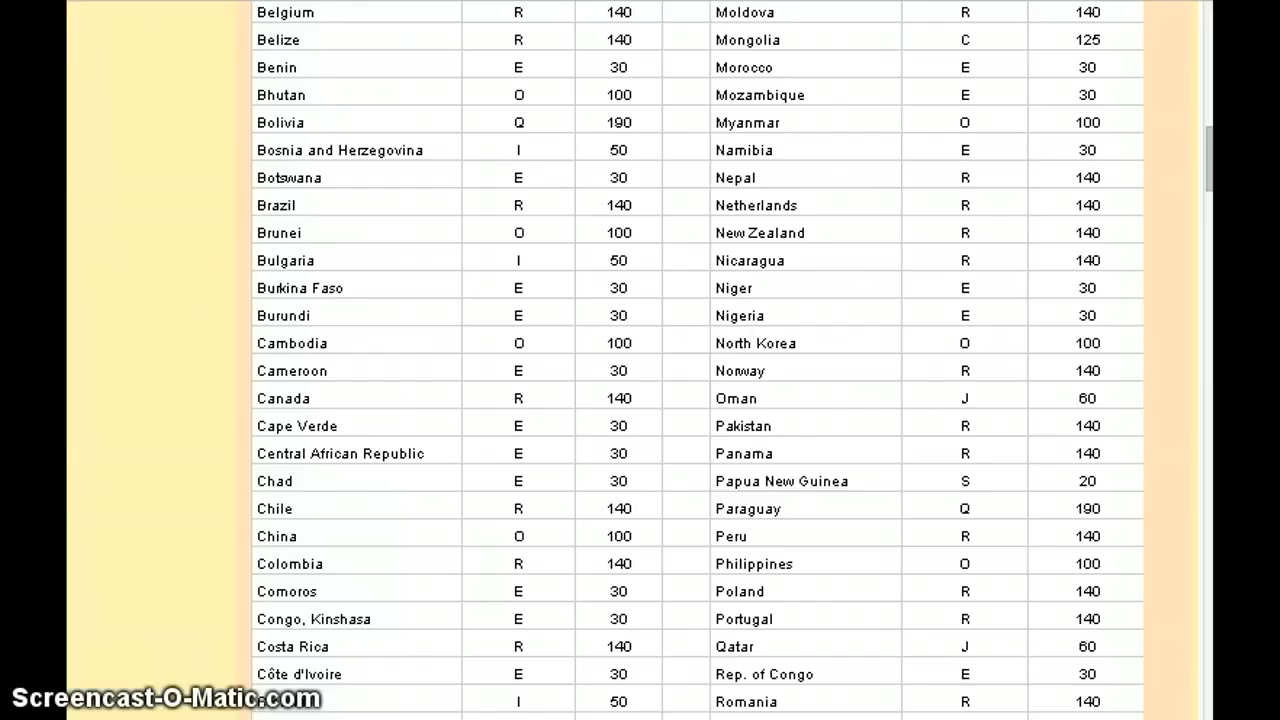 Belgium R 140 Moldova R 140
Belize R 140 Mongolia C 125
Benin E 30 Morocco E 30
Bhutan O 100 Mozambique E 30
Bolivia Q 190 Myanmar O 100
Bosnia and Herzegovina I 50 Namibia E 30
Botswana E 30 Nepal R 140
Brazil R 140 Netherlands R 140
Brunei O 100 New Zealand R 140
Bulgaria I 50 Nicaragua R 140
Burkina Faso E 30 Niger E 30
Burundi E 30 Nigeria E 30
Cambodia O 100 North Korea O 100
Cameroon E 30 Norway R 140
Canada R 140 Oman J 60
Cape Verde E 30 Pakistan R 140
Central African Republic E 30 Panama R 140
Chad E 30 Papua New Guinea S 20
Chile R 140 Paraguay Q 190
China O 100 Peru R 140
Colombia R 140 Philippines O 100
Comoros E 30 Poland R 140
Congo, Kinshasa E 30 Portugal R 140
Costa Rica R 140 Qatar J 60
Côte d'Ivoire E 30 Rep. of Congo E 30
I 50 Romania R 140
Screencast-O-Matic.com